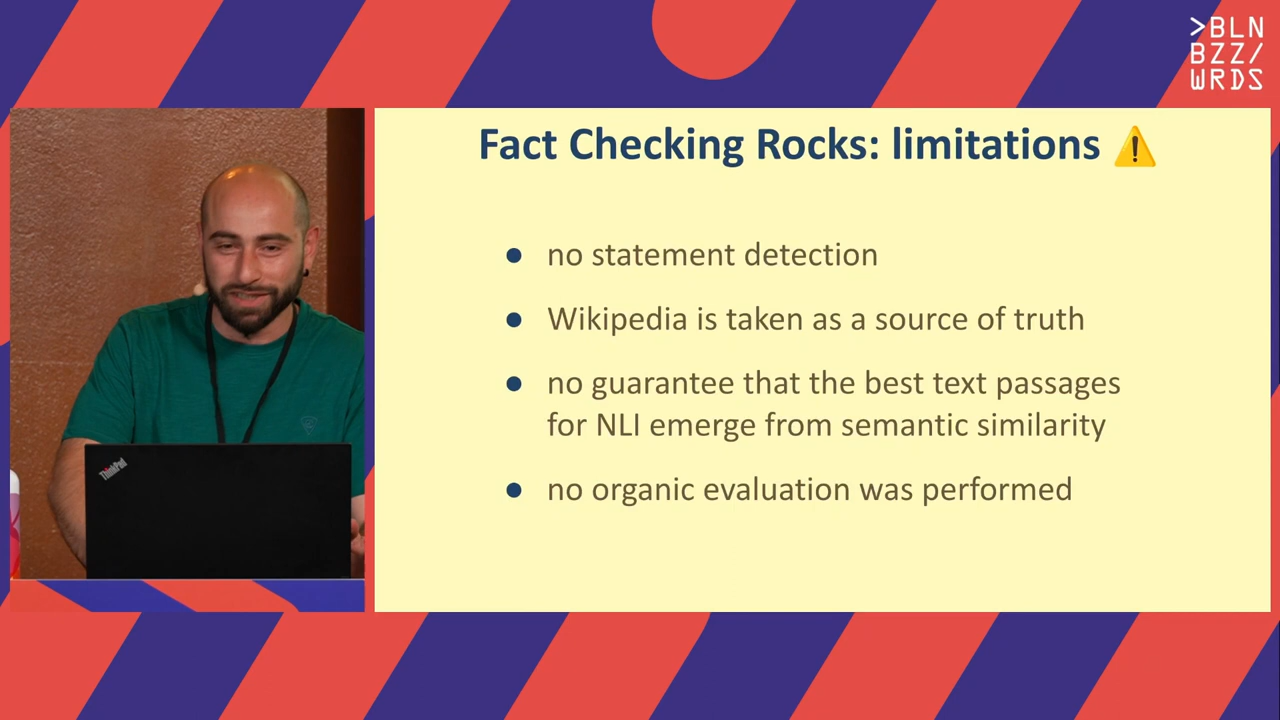 >BLN
BZZ/
WRDS
Fact Checking Rocks: limitations ⚠️
● no statement detection
● Wikipedia is taken as a source of truth
● no guarantee that the best text passages
for NLI emerge from semantic similarity
● no organic evaluation was performed
ThinkPad